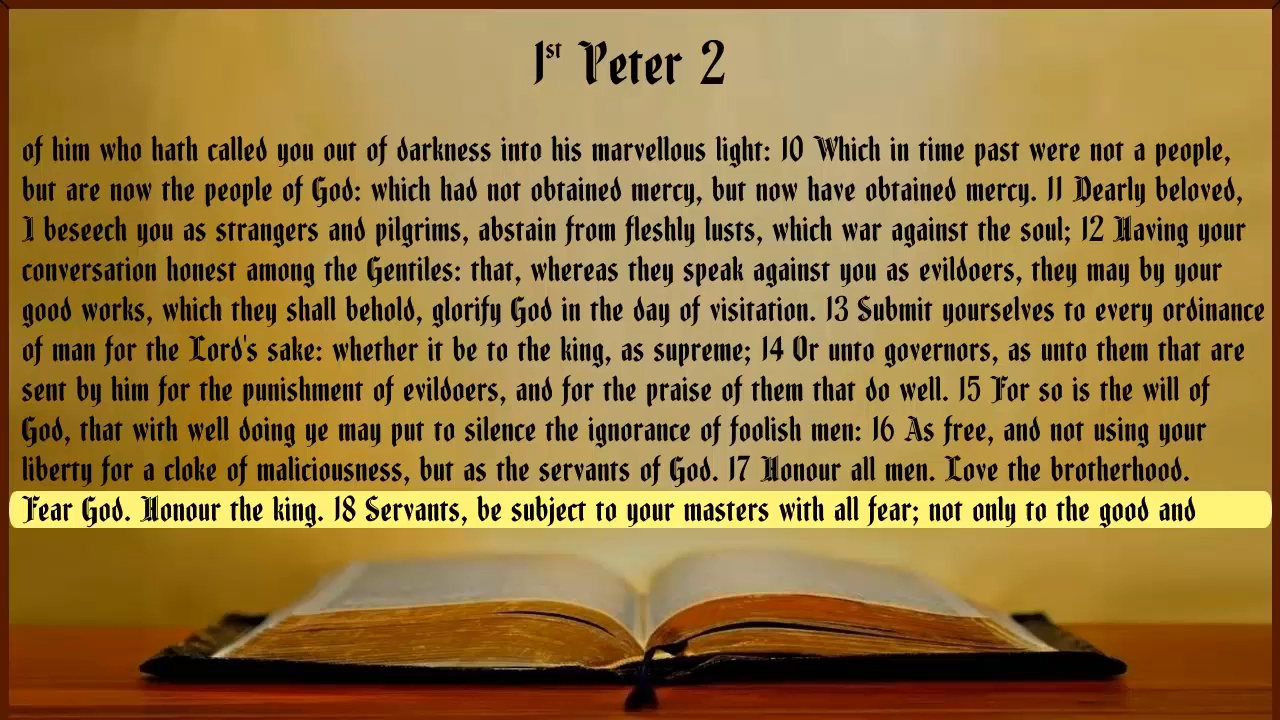 1st Peter 2
of him who hath called you out of darkness into his marvellous light: 10 Which in time past were not a people,
but are now the people of God: which had not obtained mercy, but now have obtained mercy. 11 Dearly beloved,
I beseech you as strangers and pilgrims, abstain from fleshly lusts, which war against the soul; 12 Having your
conversation honest among the Gentiles: that, whereas they speak against you as evildoers, they may by your
good works, which they shall behold, glorify God in the day of visitation. 13 Submit yourselves to every ordinance
of man for the Lord's sake: whether it be to the king, as supreme; 14 Or unto governors, as unto them that are
sent by him for the punishment of evildoers, and for the praise of them that do well. 15 For so is the will of
God, that with well doing ye may put to silence the ignorance of foolish men: 16 As free, and not using your
liberty for a cloke of maliciousness, but as the servants of God. 17 Honour all men. Love the brotherhood.
Fear God. Honour the king. 18 Servants, be subject to your masters with all fear; not only to the good and